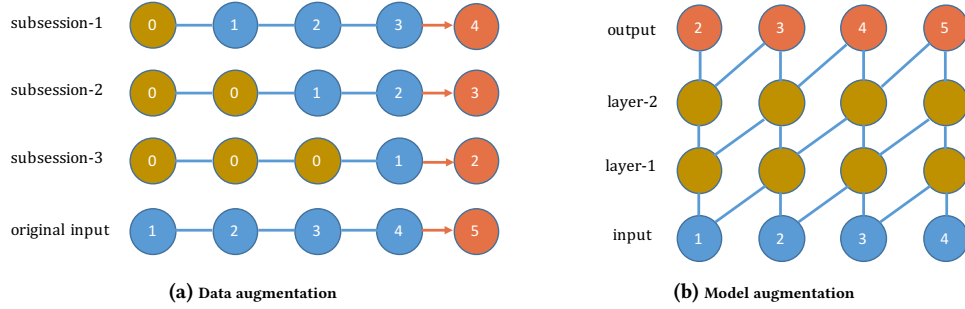 subsession-1 0 1 2 3 4
subsession-2 0 0 1 2 3
subsession-3 0 0 0 1 2
original input 1 2 3 4 5
(a) Data augmentation
output 2 3 4 5
layer-2
layer-1
input 1 2 3 4
(b) Model augmentation